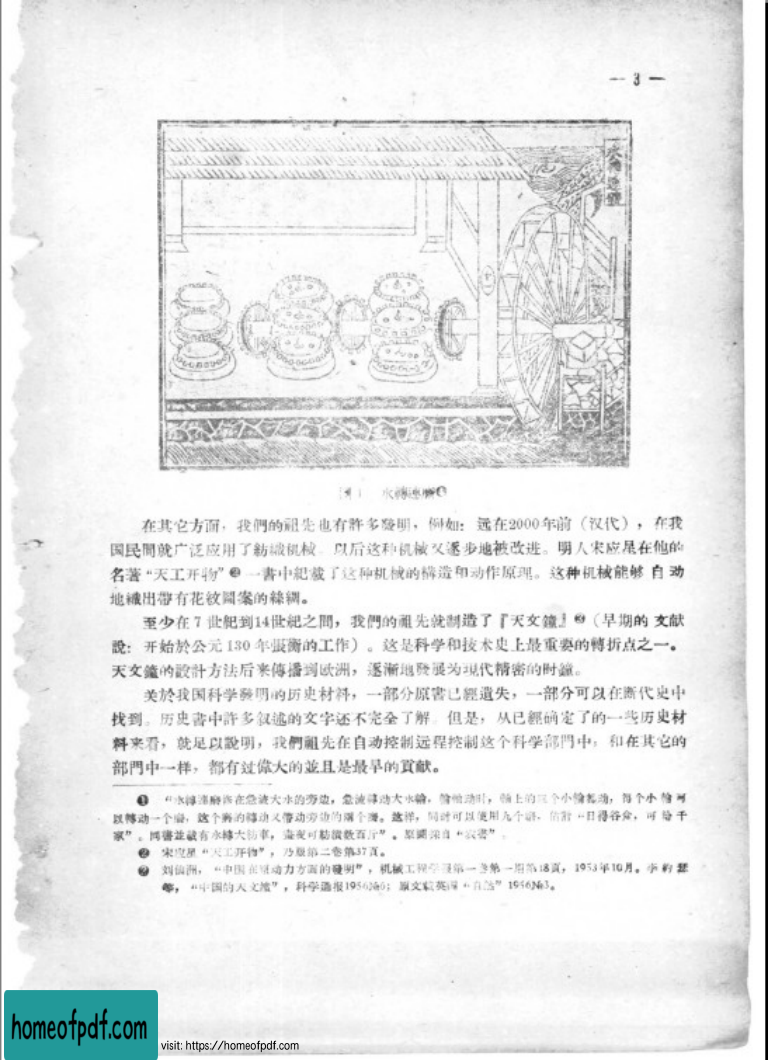 — 3 —
水轉連磨
水轉連磨❶
在其它方面，我們的祖先也有許多發明，例如：远在2000年前（汉代），在我
国民間就广泛应用了紡織机械。以后这种机械又逐步地被改进。明人宋应星在他的
名著“天工开物”❷一書中紀載了这种机械的構造和动作原理。这种机械能够自动
地織出帶有花紋圖案的絲綢。
至少在7世紀到14世紀之間，我們的祖先就制造了『天文鐘』❸（早期的文献
說：开始於公元130年張衡的工作）。这是科学和技术史上最重要的轉折点之一。
天文鐘的設計方法后来傳播到欧洲，逐漸地發展为現代精密的时鐘。
关於我国科学發明的历史材料，一部分原書已經遺失，一部分可以在断代史中
找到。历史書中許多叙述的文字还不完全了解。但是，从已經确定了的一些历史材
料来看，就足以說明，我們祖先在自动控制远程控制这个科学部門中，和在其它的
部門中一样，都有过偉大的並且是最早的貢献。
❶ “水轉連磨 在急流大水的旁边，急流轉动大水輪，輪軸动时，軸上的三个小輪都动，每个小輪可
以轉动一个磨，这个磨的轉动又帶动旁边的兩个磨。这样，同时可以使用九个磨，
家”。同書並載有水轉大紡車，晝夜可紡績数百斤”。原圖採自“農書”。
❷ 宋应星“天工开物”，乃服第二卷第37頁。
❸ 刘仙洲，“中国在原动力方面的發明”，机械工程学报第一卷第一期第 頁，1953年10月。李約瑟
等，“中国的天文鐘”，科学通報1956№6；原文載英国“自然”1956№3。
homeofpdf.com
visit: https://homeofpdf.com